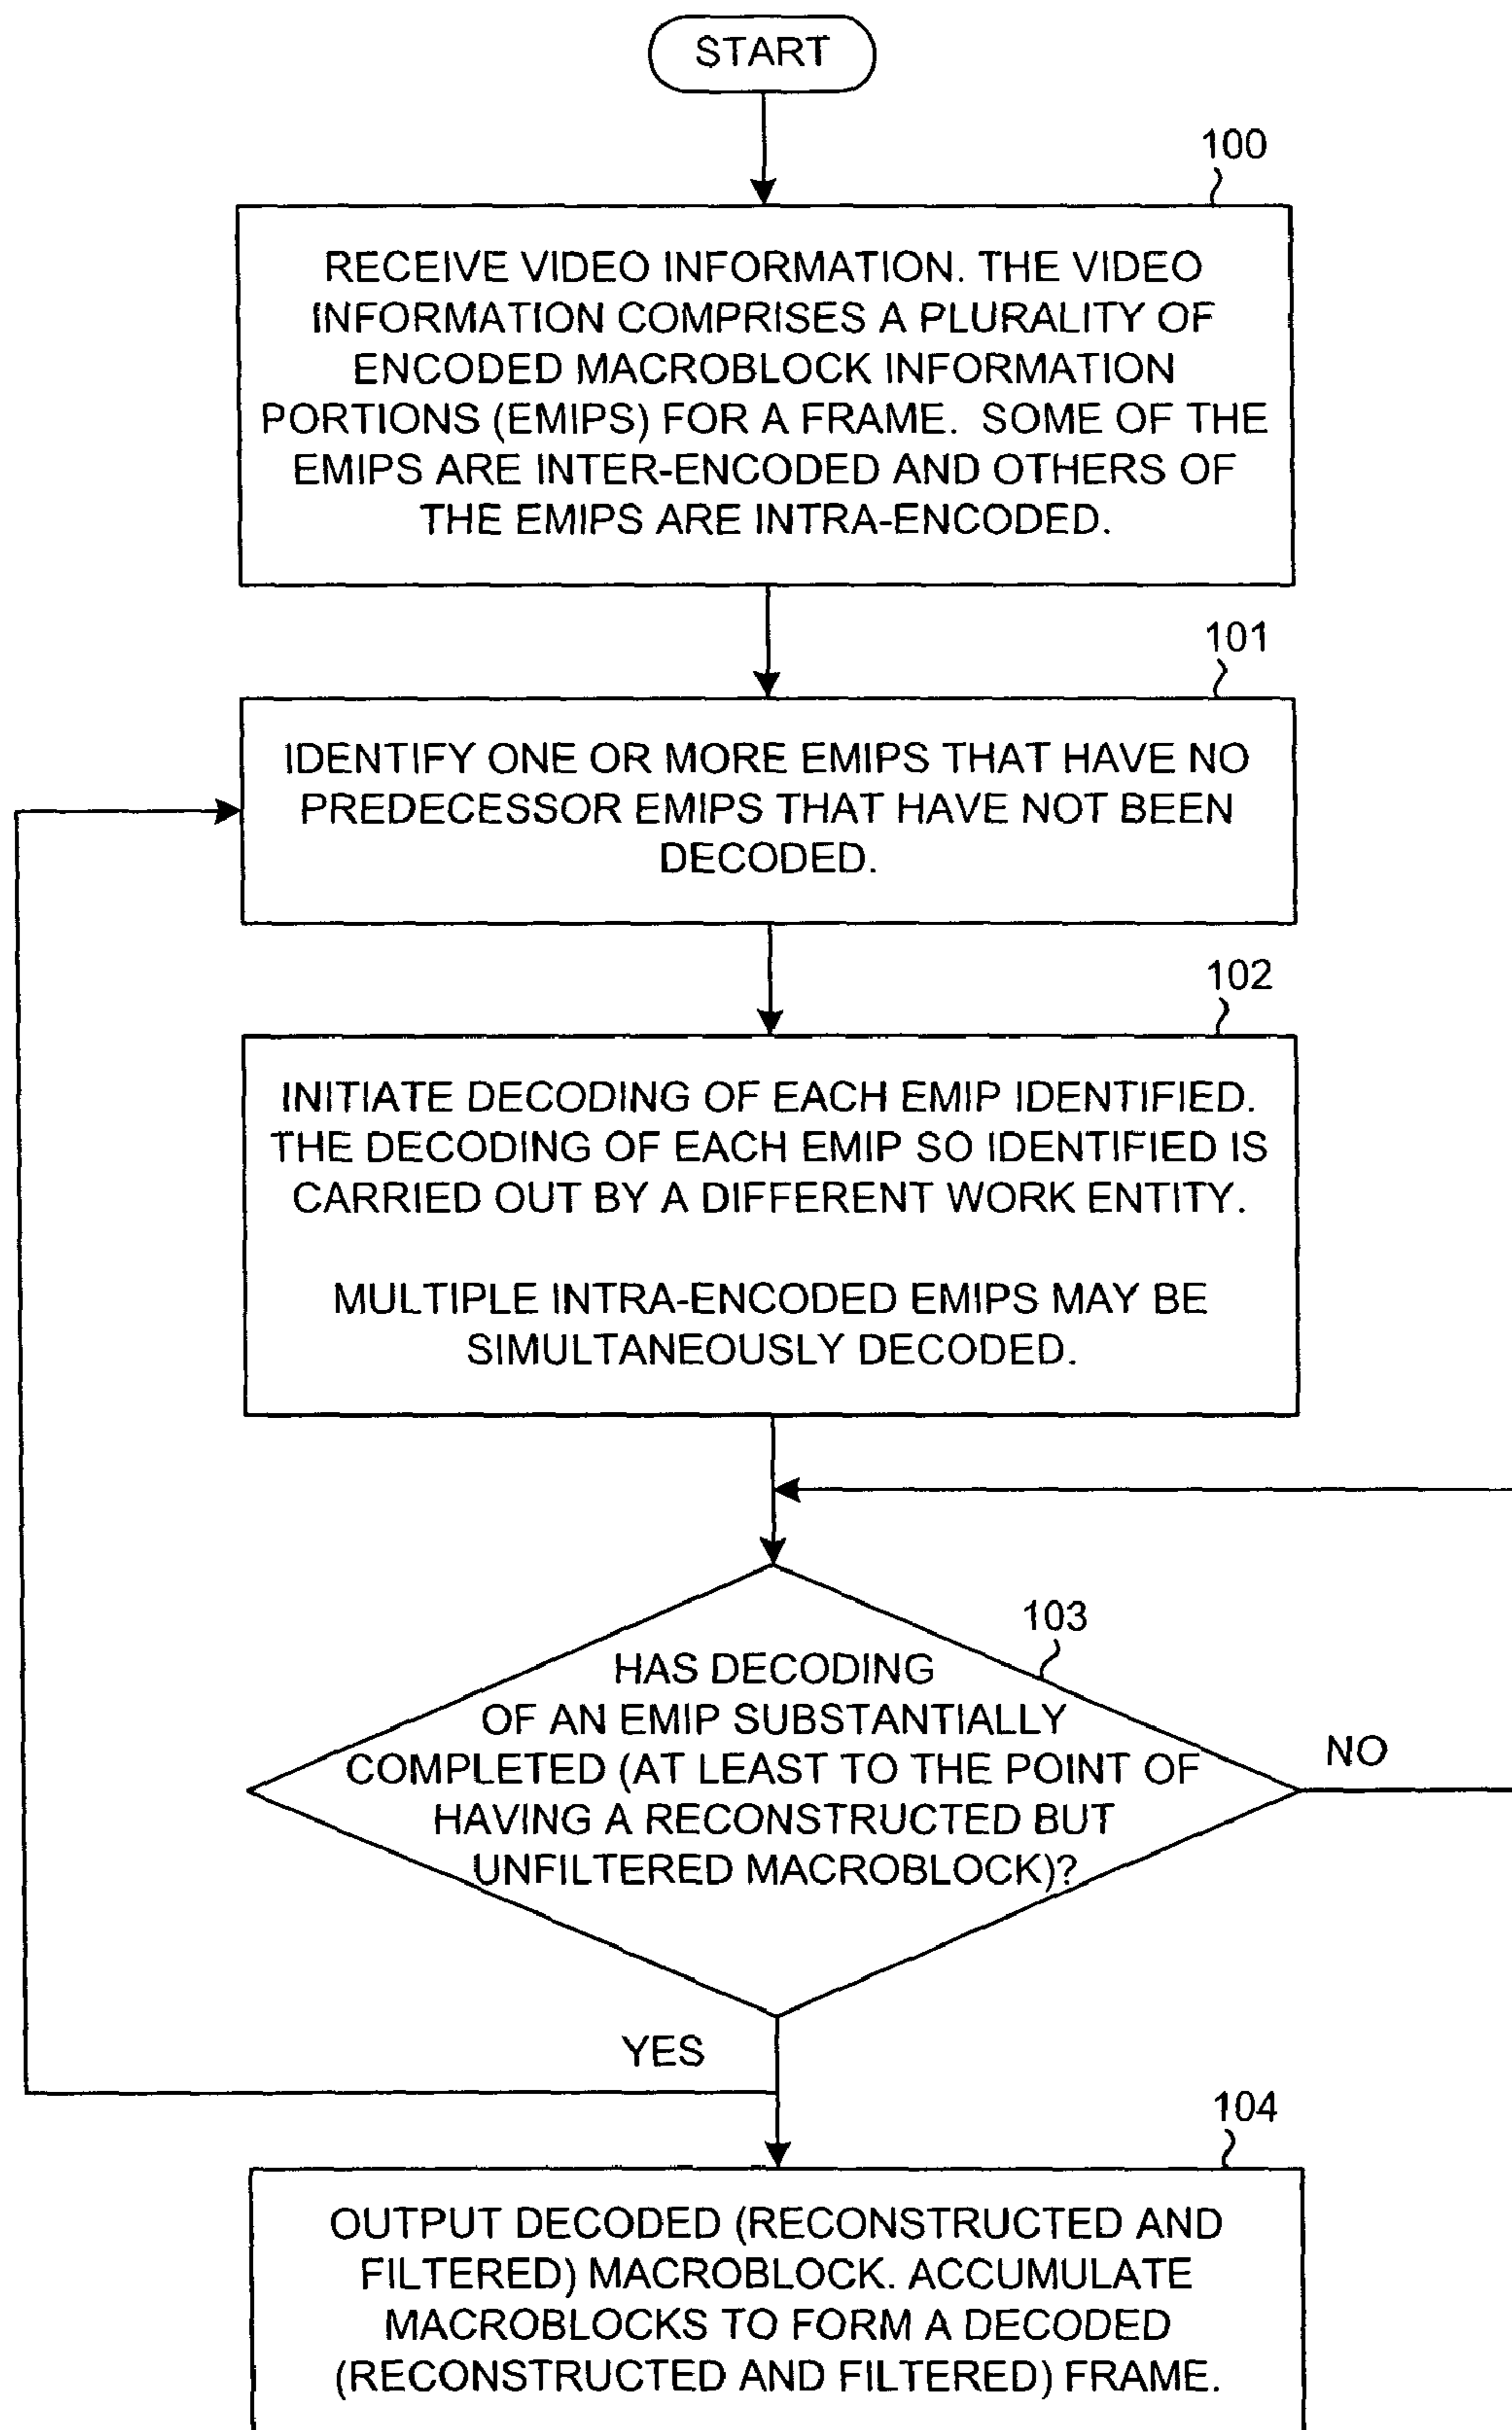 START
100
RECEIVE VIDEO INFORMATION. THE VIDEO
INFORMATION COMPRISES A PLURALITY OF
ENCODED MACROBLOCK INFORMATION
PORTIONS (EMIPS) FOR A FRAME. SOME OF THE
EMIPS ARE INTER-ENCODED AND OTHERS OF
THE EMIPS ARE INTRA-ENCODED.
101
IDENTIFY ONE OR MORE EMIPS THAT HAVE NO
PREDECESSOR EMIPS THAT HAVE NOT BEEN
DECODED.
102
INITIATE DECODING OF EACH EMIP IDENTIFIED.
THE DECODING OF EACH EMIP SO IDENTIFIED IS
CARRIED OUT BY A DIFFERENT WORK ENTITY.
MULTIPLE INTRA-ENCODED EMIPS MAY BE
SIMULTANEOUSLY DECODED.
103
HAS DECODING
OF AN EMIP SUBSTANTIALLY
COMPLETED (AT LEAST TO THE POINT OF
HAVING A RECONSTRUCTED BUT
UNFILTERED MACROBLOCK)?
NO
YES
104
OUTPUT DECODED (RECONSTRUCTED AND
FILTERED) MACROBLOCK. ACCUMULATE
MACROBLOCKS TO FORM A DECODED
(RECONSTRUCTED AND FILTERED) FRAME.